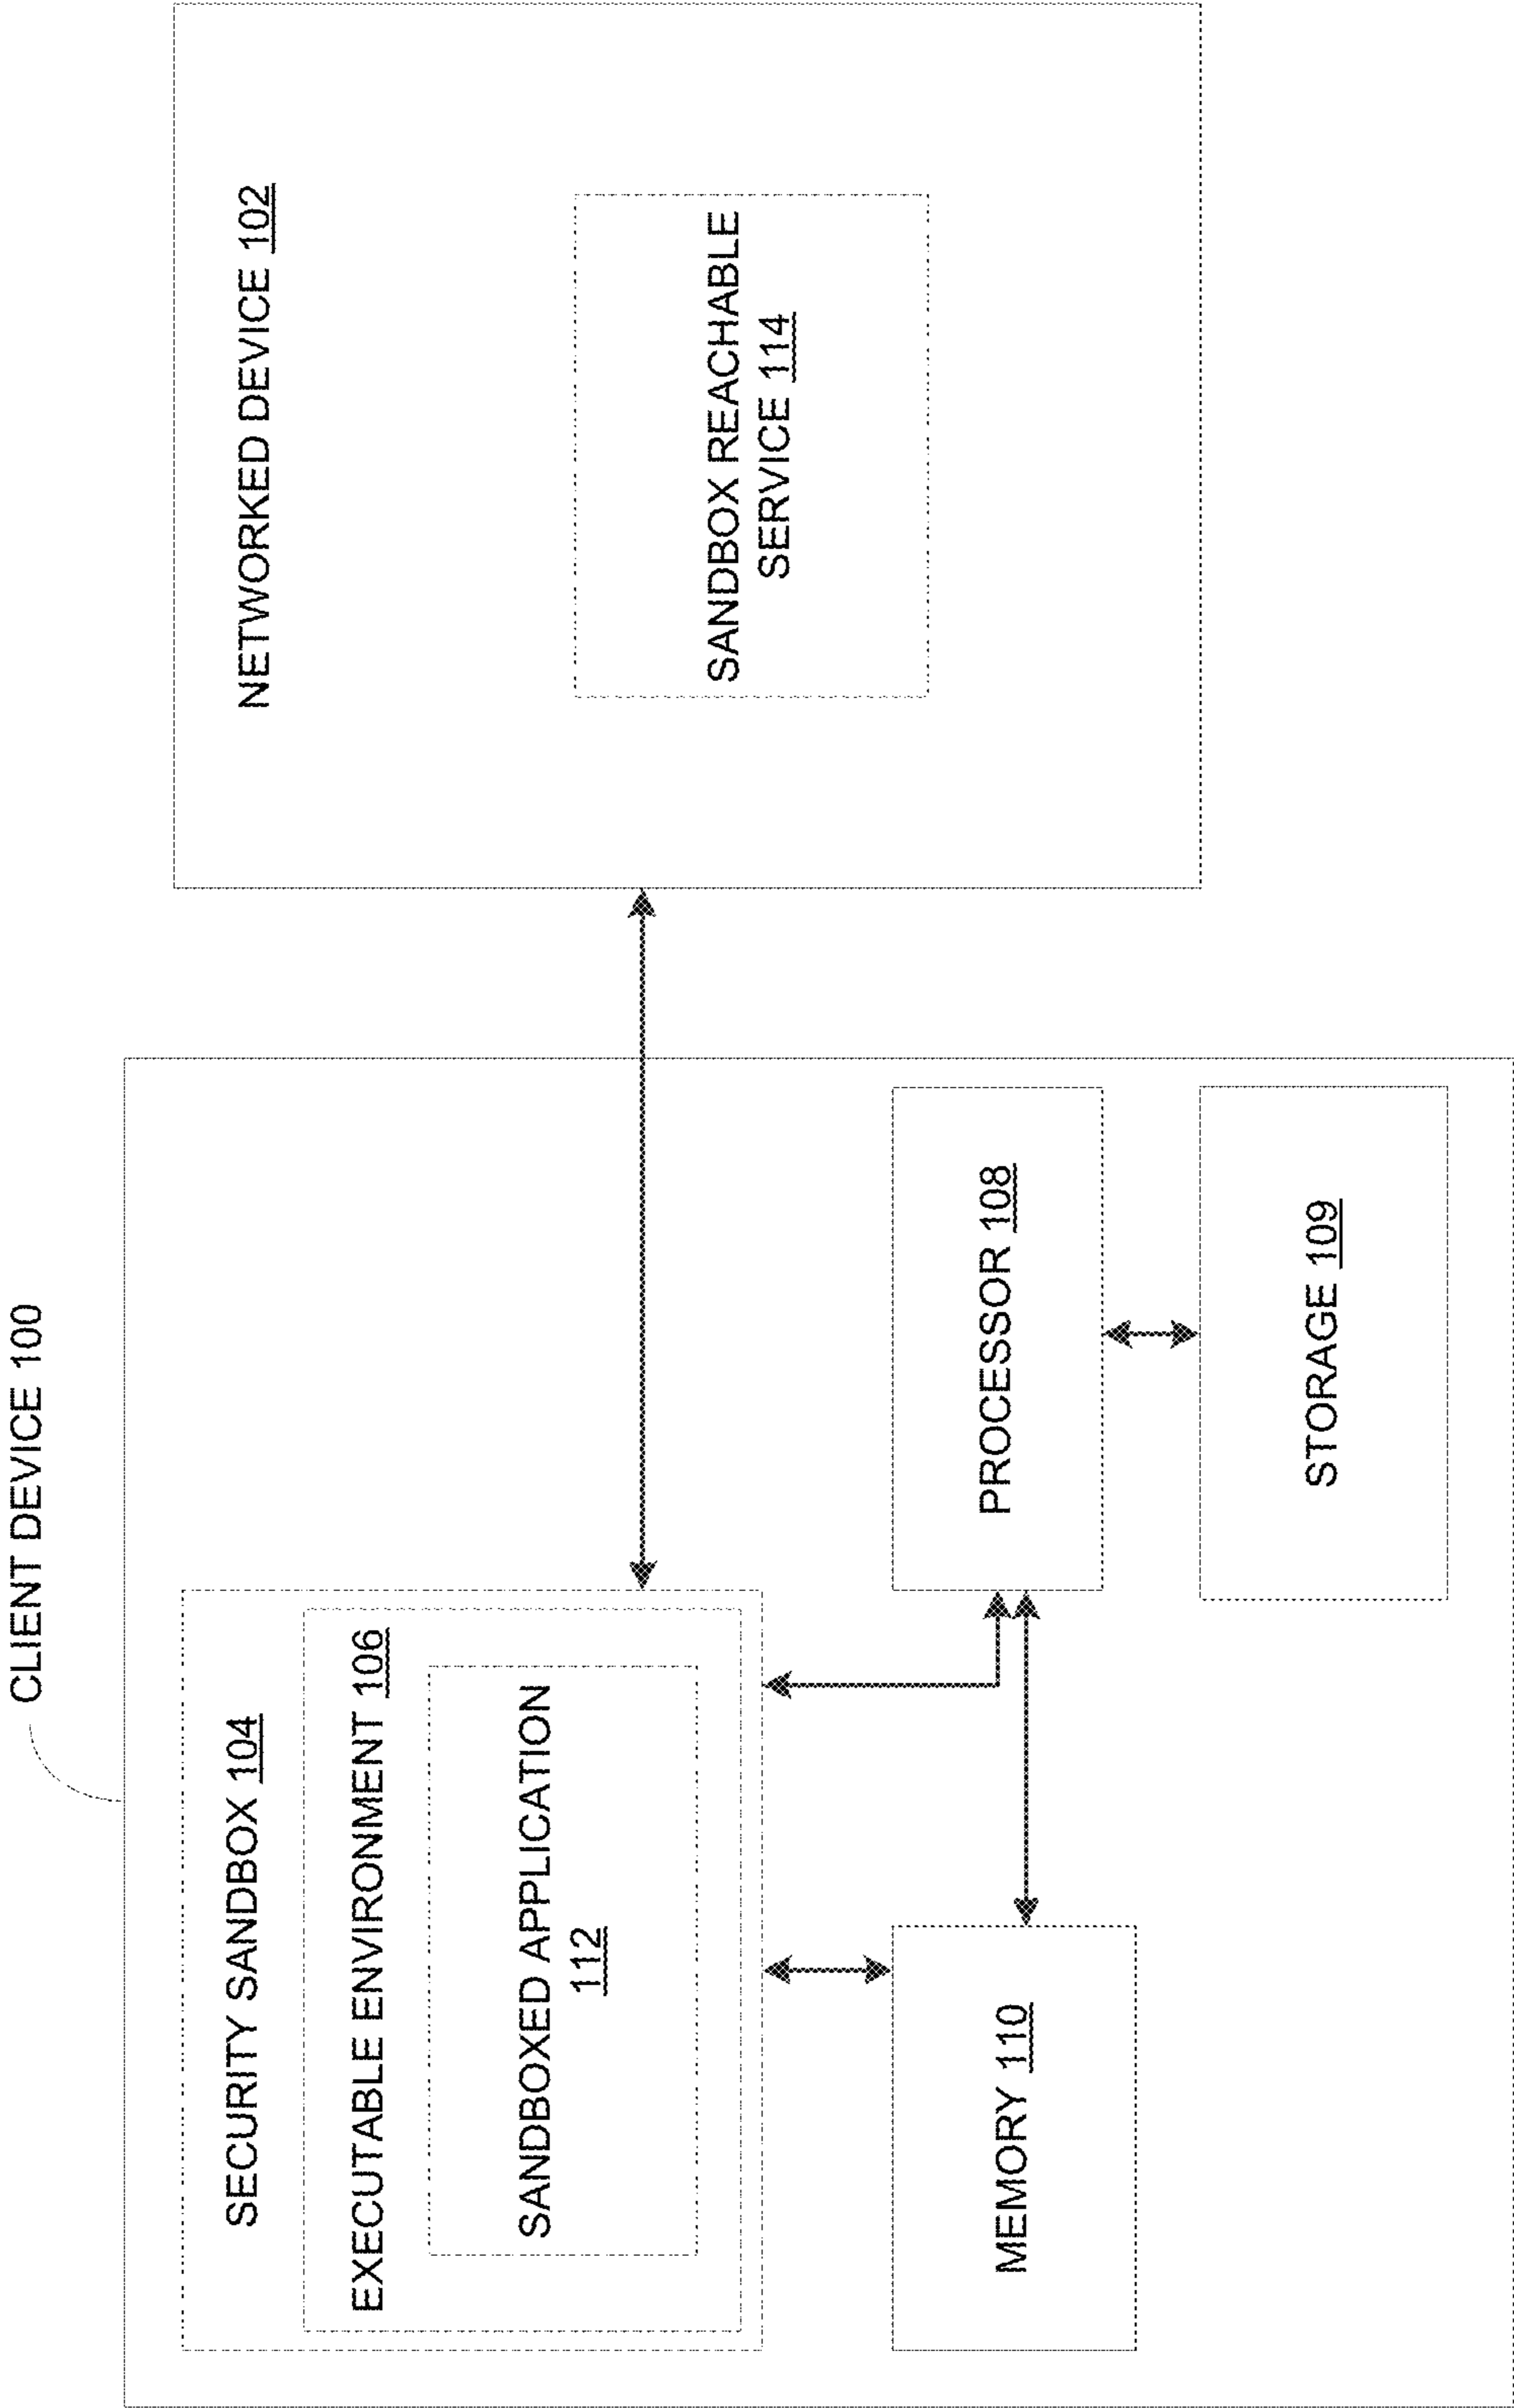 CLIENT DEVICE 100
SECURITY SANDBOX 104
EXECUTABLE ENVIRONMENT 106
SANDBOXED APPLICATION
112
MEMORY 110
PROCESSOR 108
STORAGE 109
NETWORKED DEVICE 102
SANDBOX REACHABLE
SERVICE 114